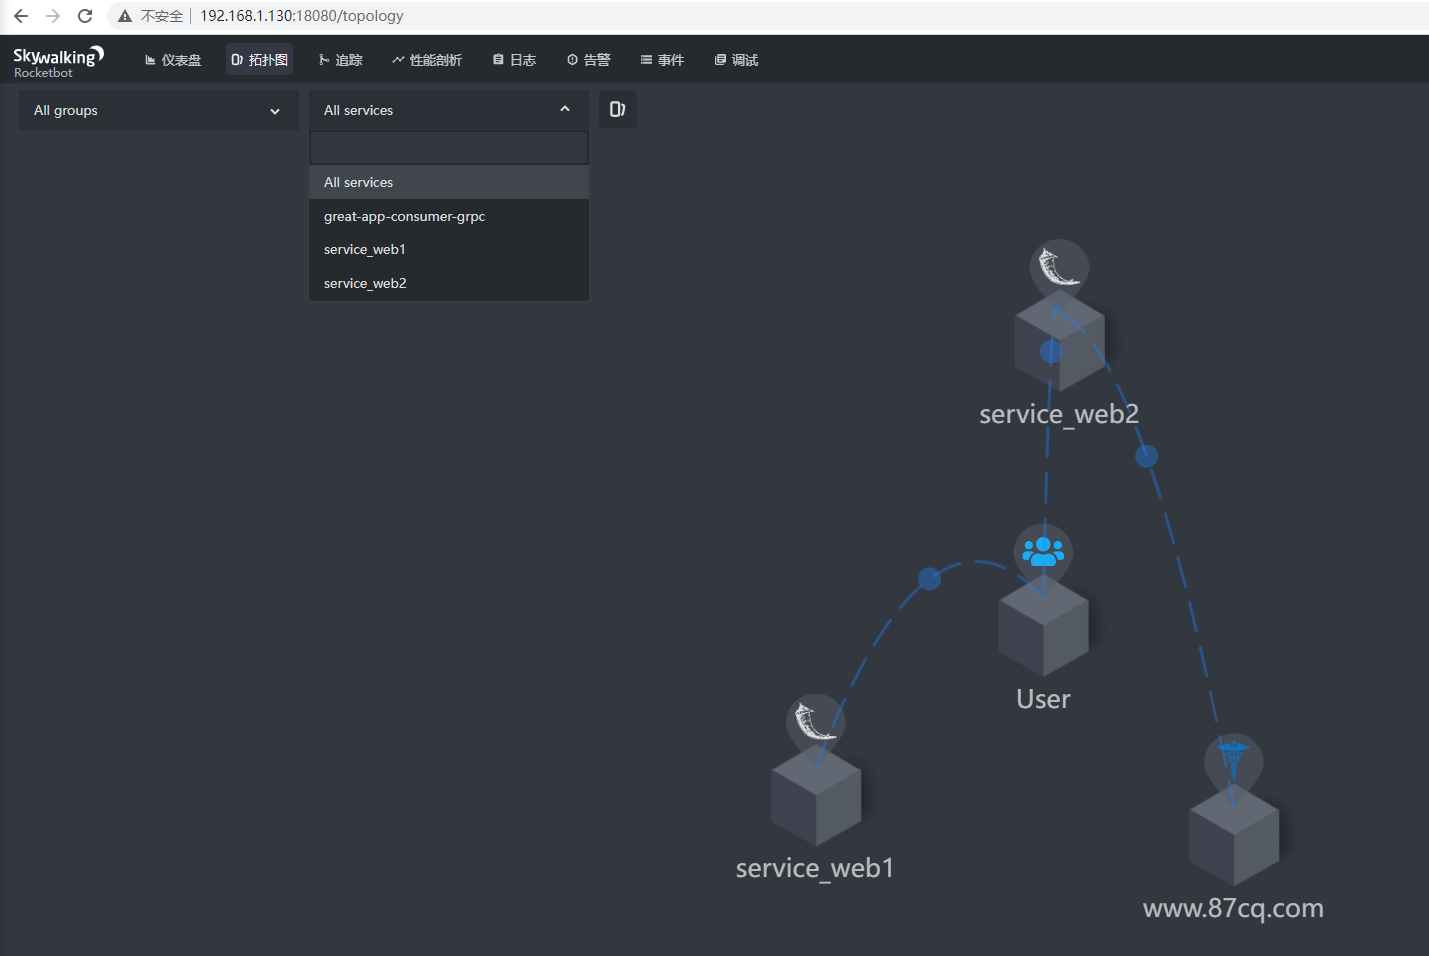 不安全 192.168.1.130:18080/topology
Skywalking
Rocketbot
仪表盘 拓扑图 追踪 性能剖析 日志 告警 事件 调试
All groups
All services
All services
great-app-consumer-grpc
service_web1
service_web2
service_web2
User
service_web1
www.87cq.com